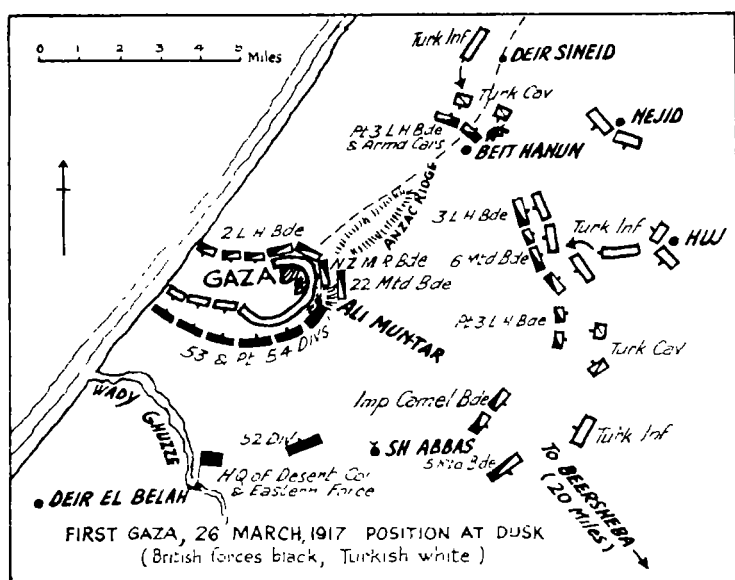 0 1 2 3 4 5
Miles
Turk Inf
DEIR SINEID
Turk Cav
NEJID
Pt 3 L H Bde
& Armd Cars
BEIT HANUN
ANZAC RIDGE
3 L H Bde
2 L H Bde
Turk Inf
HUJ
N Z M R Bde
6 Mtd Bde
GAZA
22 Mtd Bde
ALI MUNTAR
Pt 3 L H Bde
53 & Pt 54 DIVS
Turk Cav
WADY GHUZZE
Imp Camel Bde
52 Div
SH ABBAS
Turk Inf
5 Mtd Bde
HQ of Desert Col
& Eastern Force
TO BEERSHEBA
(20 Miles)
DEIR EL BELAH
FIRST GAZA, 26 MARCH, 1917 POSITION AT DUSK
(British forces black, Turkish white)